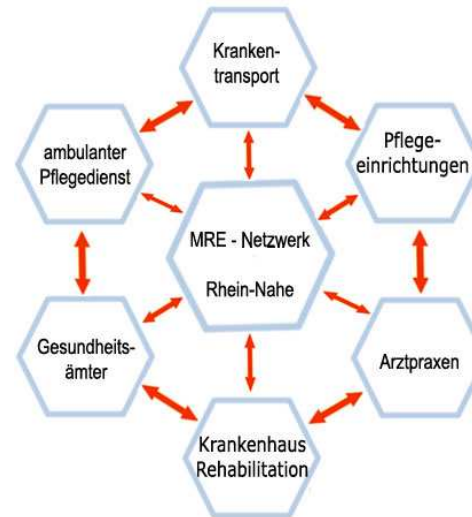 Kranken-
transport
ambulanter
Pflegedienst
Pflege-
einrichtungen
MRE - Netzwerk
Rhein-Nahe
Gesundheits-
ämter
Arztpraxen
Krankenhaus
Rehabilitation